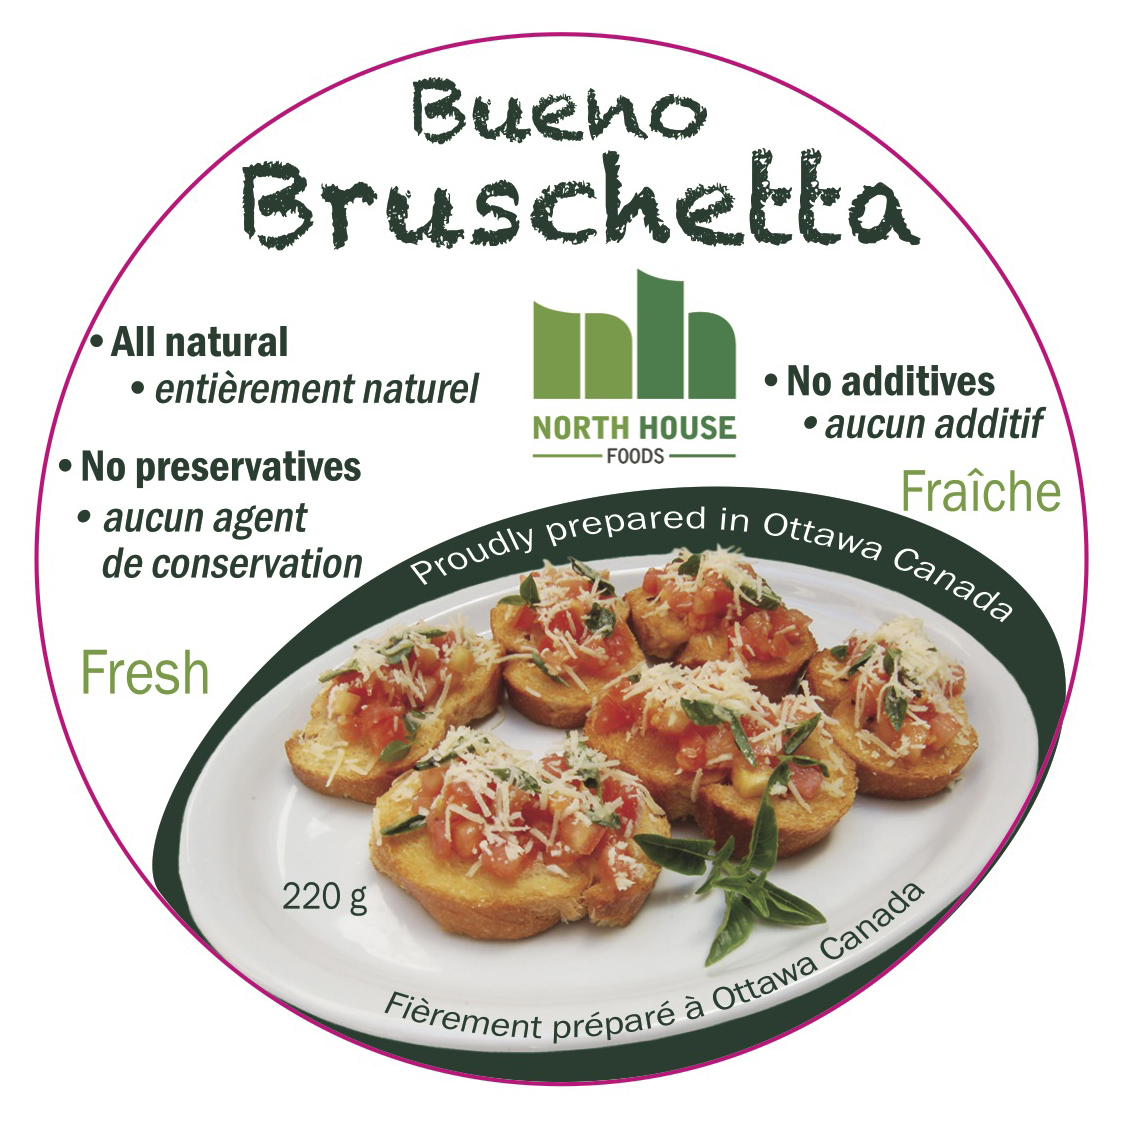 Bueno
Bruschetta
• All natural
• entièrement naturel
• No preservatives
• aucun agent
de conservation
Fresh
NORTH HOUSE
FOODS
• No additives
• aucun additif
Fraîche
Proudly prepared in Ottawa Canada
220 g
Fièrement préparé à Ottawa Canada